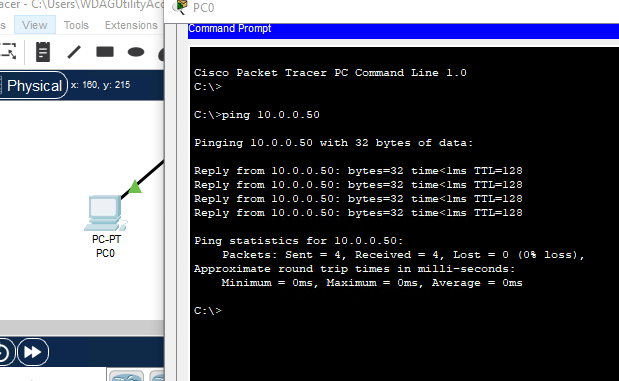 acer - C:\Users\WDAGUtilityAcc
PC0
s View Tools Extensions
Command Prompt
Physical x: 160, y: 215
Cisco Packet Tracer PC Command Line 1.0
C:\>
C:\>ping 10.0.0.50
Pinging 10.0.0.50 with 32 bytes of data:
Reply from 10.0.0.50: bytes=32 time<1ms TTL=128
Reply from 10.0.0.50: bytes=32 time<1ms TTL=128
Reply from 10.0.0.50: bytes=32 time<1ms TTL=128
Reply from 10.0.0.50: bytes=32 time<1ms TTL=128
Ping statistics for 10.0.0.50:
Packets: Sent = 4, Received = 4, Lost = 0 (0% loss),
Approximate round trip times in milli-seconds:
Minimum = 0ms, Maximum = 0ms, Average = 0ms
C:\>
PC-PT
PC0